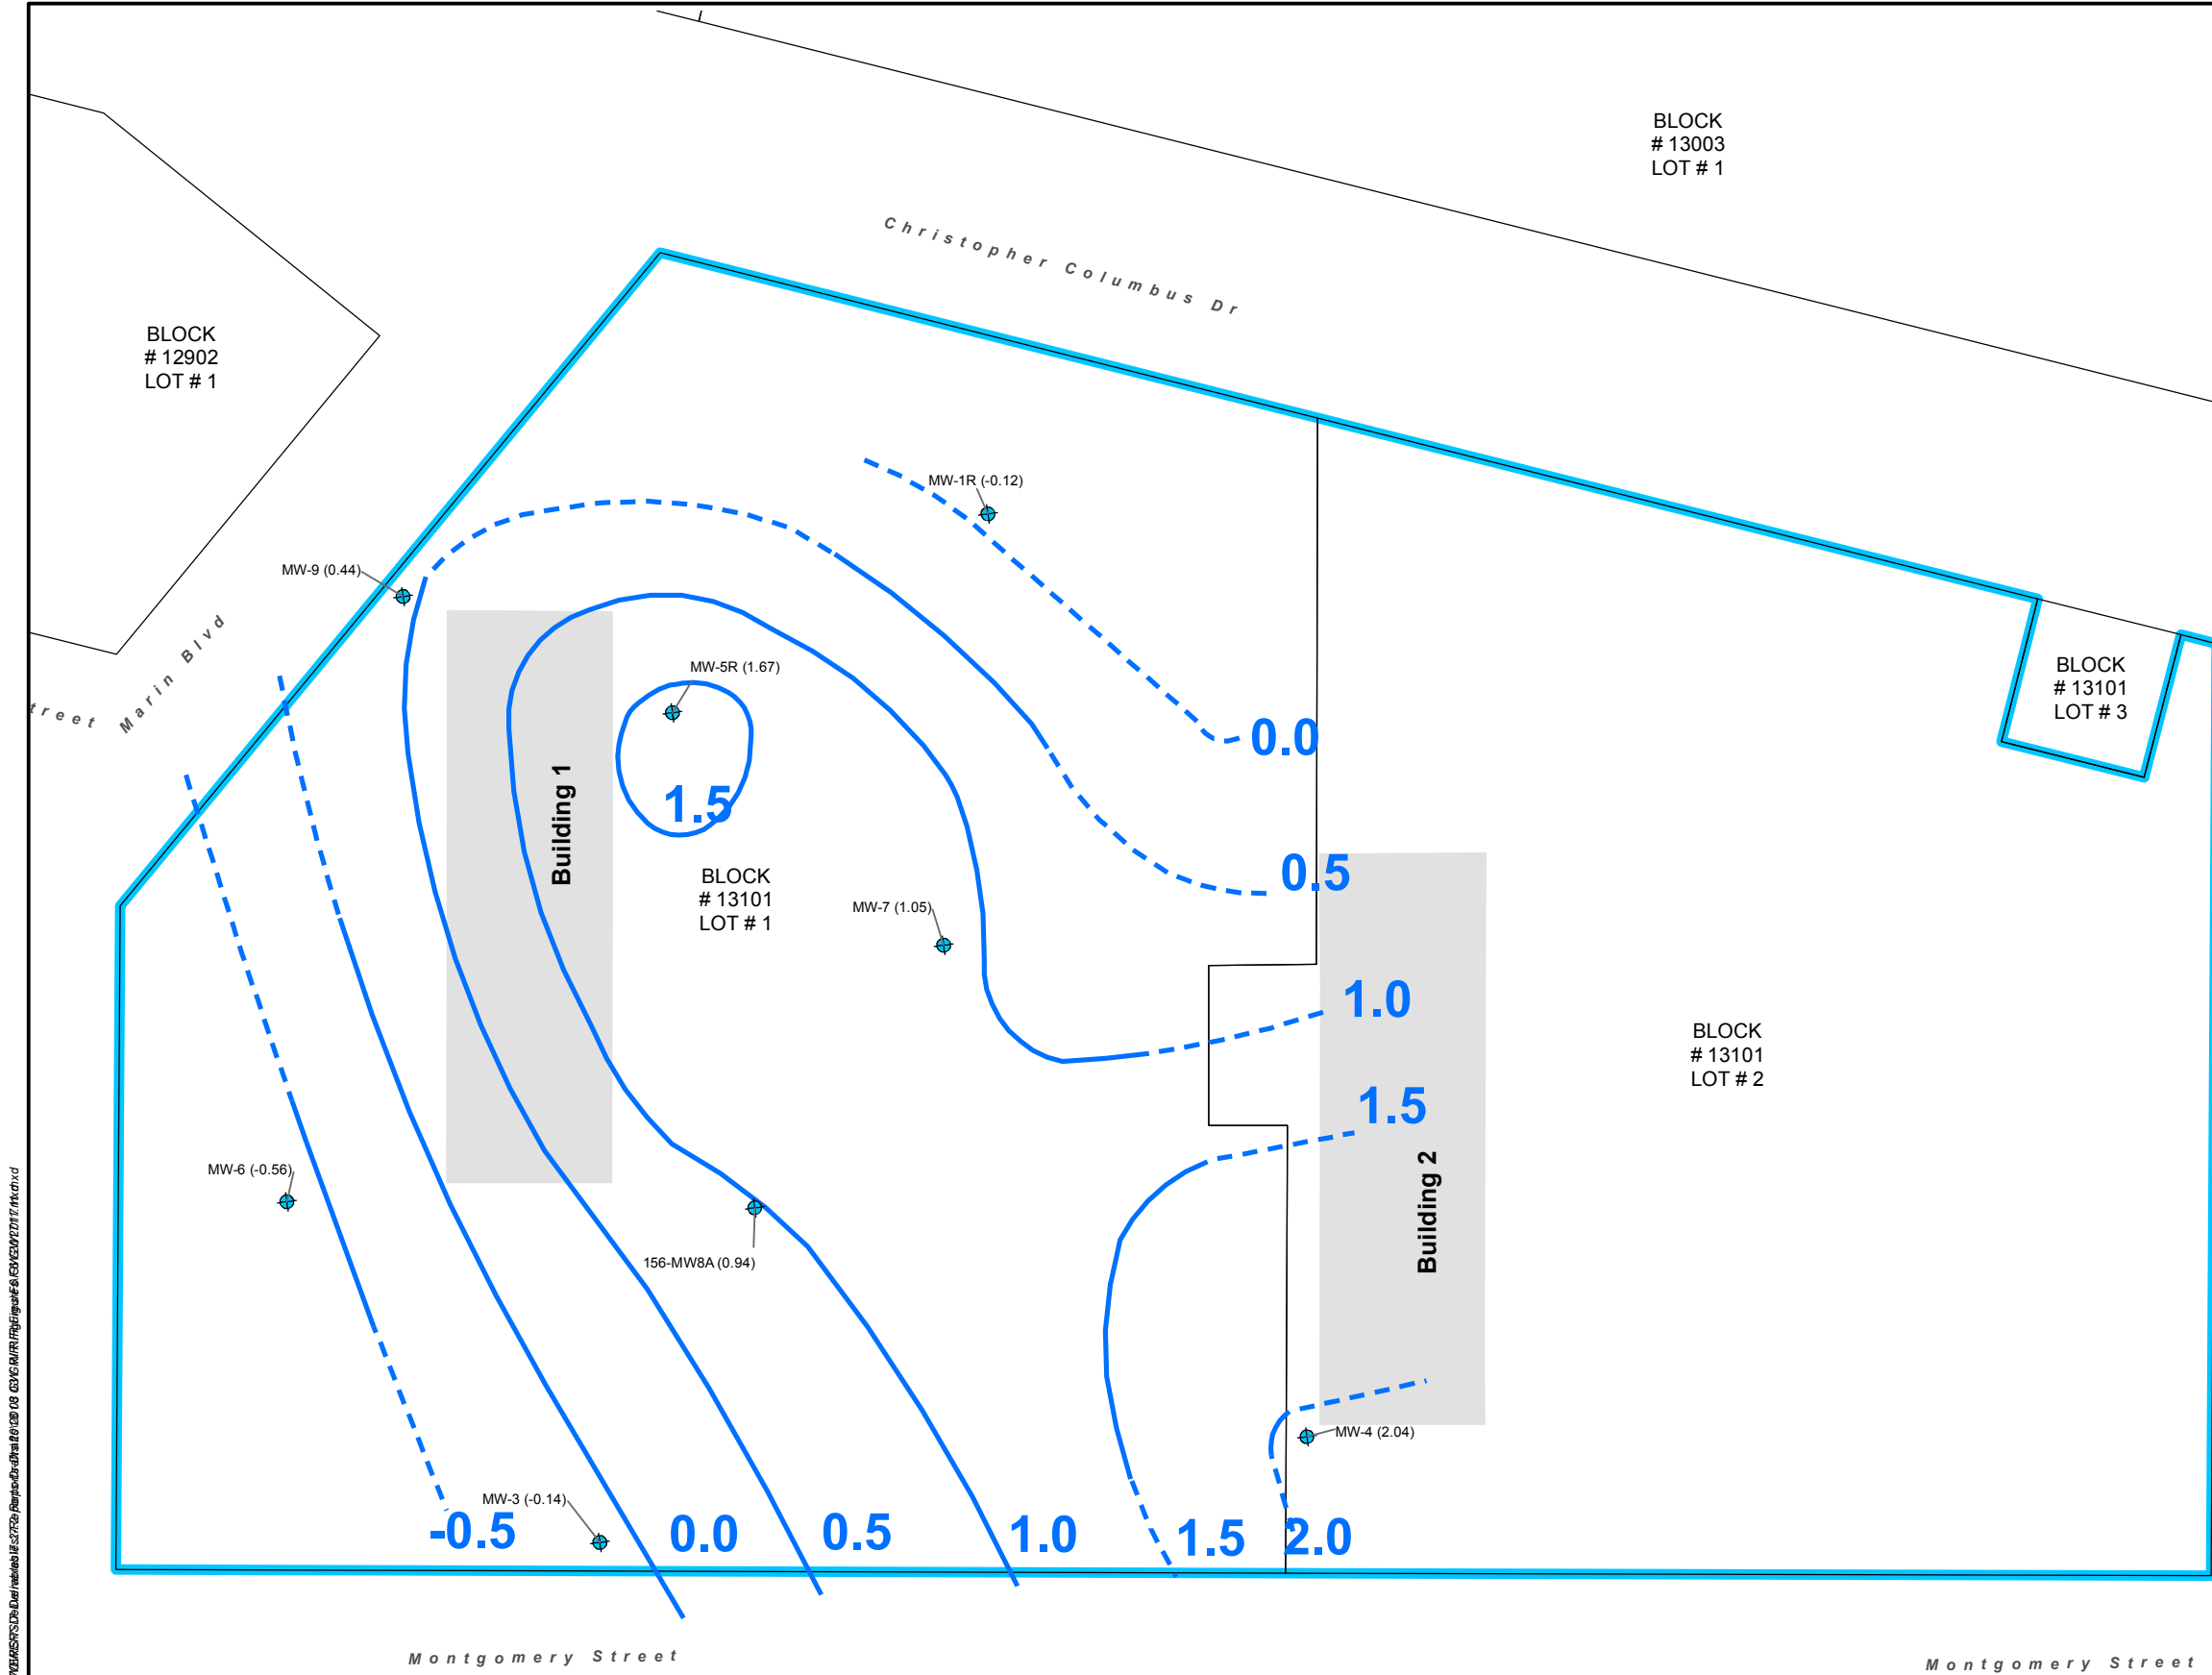 BLOCK
# 13003
LOT # 1
Christopher Columbus Dr
BLOCK
# 12902
LOT # 1
MW-1R (-0.12)
MW-9 (0.44)
treet
Marin Blvd
MW-5R (1.67)
BLOCK
# 13101
LOT # 3
0.0
1.5
Building 1
0.5
BLOCK
# 13101
LOT # 1
MW-7 (1.05)
1.0
BLOCK
# 13101
LOT # 2
1.5
MW-6 (-0.56)
Building 2
156-MW8A (0.94)
MW-4 (2.04)
MW-3 (-0.14)
-0.5
0.0
0.5
1.0
1.5
2.0
Montgomery Street
Montgomery Street